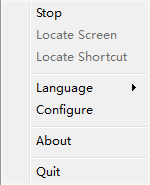 Stop
Locate Screen
Locate Shortcut
Language
Configure
About
Quit